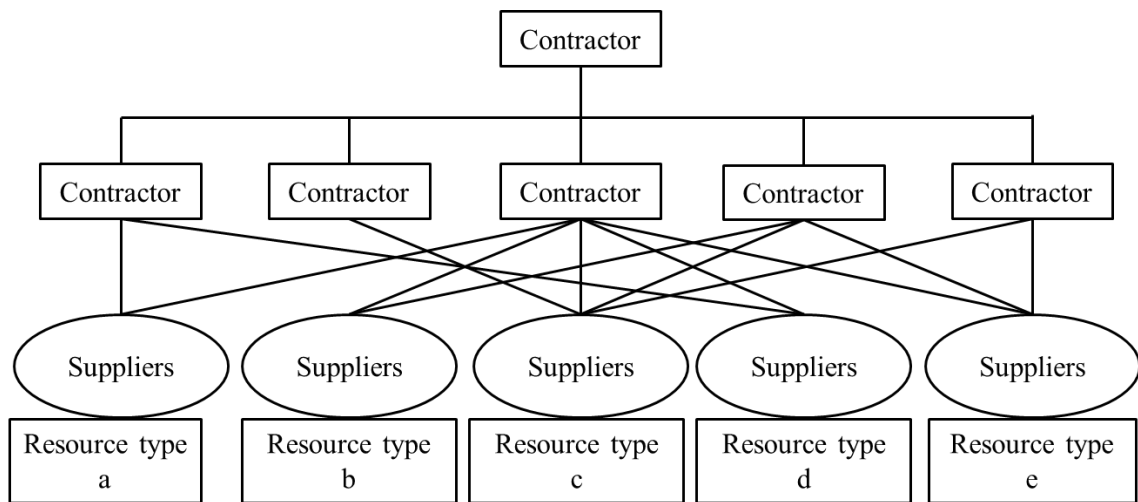 Contractor
Contractor
Contractor
Contractor
Contractor
Contractor
Suppliers
Suppliers
Suppliers
Suppliers
Suppliers
Resource type
a
Resource type
b
Resource type
c
Resource type
d
Resource type
e